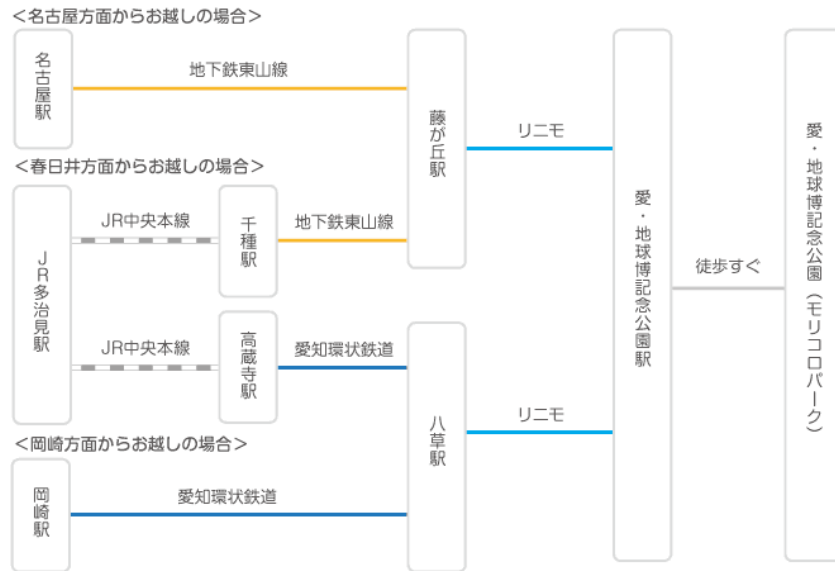 ＜名古屋方面からお越しの場合＞
名古屋駅
地下鉄東山線
藤が丘駅
リニモ
愛・地球博記念公園駅
徒歩すぐ
愛・地球博記念公園（モリコロパーク）
＜春日井方面からお越しの場合＞
JR多治見駅
JR中央本線
千種駅
地下鉄東山線
JR中央本線
高蔵寺駅
愛知環状鉄道
八草駅
リニモ
＜岡崎方面からお越しの場合＞
岡崎駅
愛知環状鉄道